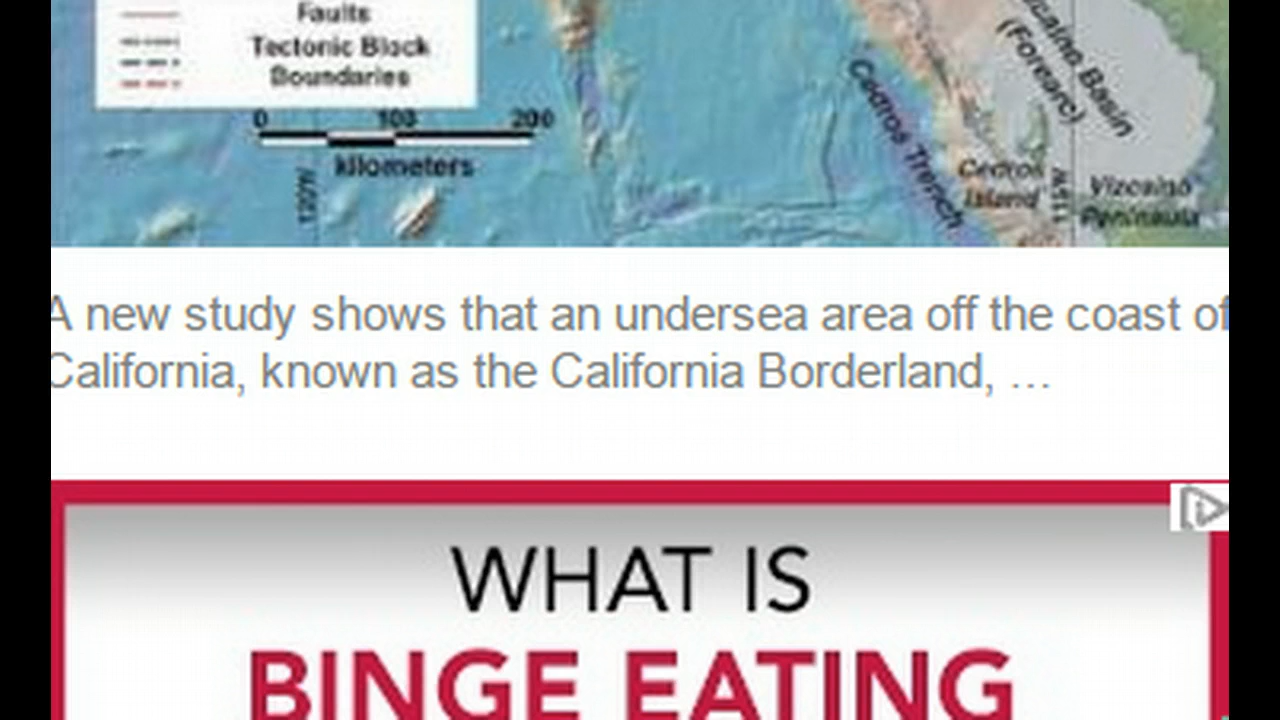 Faults
Tectonic Block
Boundaries
0 100 200
kilometers
Cedros Trench
(Forearc)
Basin
Cedros
Island
Vizcaino
Peninsula
A new study shows that an undersea area off the coast of
California, known as the California Borderland, ...
WHAT IS
BINGE EATING